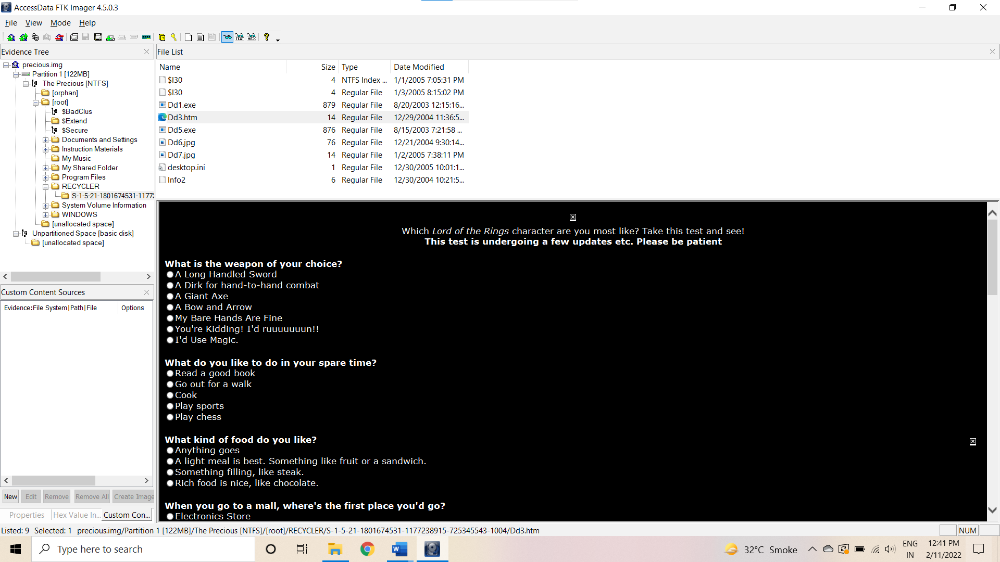 AccessData FTK Imager 4.5.0.3
File View Mode Help
Evidence Tree
precious.img
Partition 1 [122MB]
The Precious [NTFS]
[orphan]
[root]
$BadClus
$Extend
$Secure
Documents and Settings
Instruction Materials
My Music
My Shared Folder
Program Files
RECYCLER
S-1-5-21-1801674531-1177
System Volume Information
WINDOWS
[unallocated space]
Unpartitioned Space [basic disk]
[unallocated space]
Custom Content Sources
Evidence:File System|Path|File Options
New Edit Remove Remove All Create Image
Properties Hex Value In... Custom Con...
File List
Name Size Type Date Modified
$I30 4 NTFS Index ... 1/1/2005 7:05:31 PM
$I30 4 Regular File 1/3/2005 8:15:02 PM
Dd1.exe 879 Regular File 8/20/2003 12:15:16...
Dd3.htm 14 Regular File 12/29/2004 11:36:5...
Dd5.exe 876 Regular File 8/15/2003 7:21:58 ...
Dd6.jpg 76 Regular File 12/21/2004 9:30:14...
Dd7.jpg 14 Regular File 1/2/2005 7:38:11 PM
desktop.ini 1 Regular File 12/30/2005 10:01:1...
Info2 6 Regular File 12/30/2004 10:21:5...
Which Lord of the Rings character are you most like? Take this test and see!
This test is undergoing a few updates etc. Please be patient
What is the weapon of your choice?
A Long Handled Sword
A Dirk for hand-to-hand combat
A Giant Axe
A Bow and Arrow
My Bare Hands Are Fine
You're Kidding! I'd ruuuuuuun!!
I'd Use Magic.
What do you like to do in your spare time?
Read a good book
Go out for a walk
Cook
Play sports
Play chess
What kind of food do you like?
Anything goes
A light meal is best. Something like fruit or a sandwich.
Something filling, like steak.
Rich food is nice, like chocolate.
When you go to a mall, where's the first place you'd go?
Electronics Store
Listed: 9 Selected: 1 precious.img/Partition 1 [122MB]/The Precious [NTFS]/[root]/RECYCLER/S-1-5-21-1801674531-1177238915-725345543-1004/Dd3.htm
NUM
Type here to search
32°C Smoke
ENG
IN
12:41 PM
2/11/2022